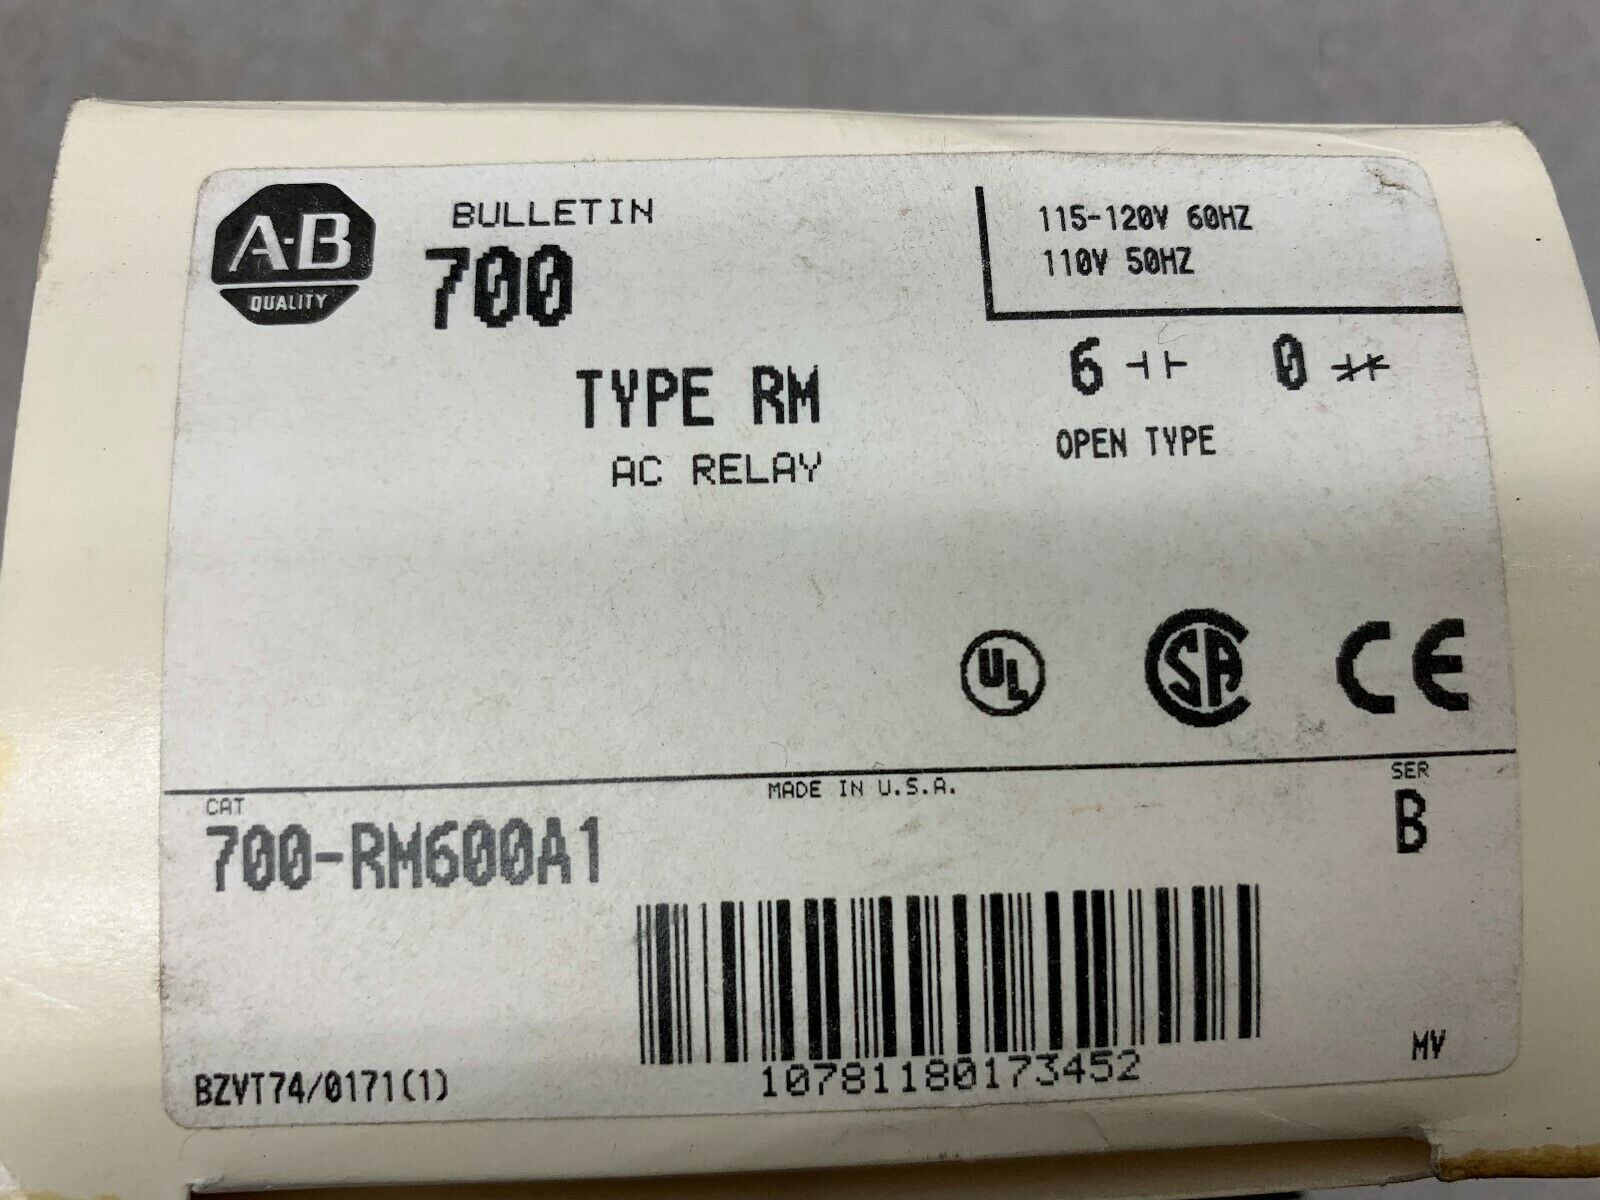 A-B
QUALITY
BULLETIN
700
TYPE RM
AC RELAY
115-120V 60HZ
110V 50HZ
6 0
OPEN TYPE
UL
CSA
CE
MADE IN U.S.A.
CAT
700-RM600A1
SER
B
10781180173452
BZVT74/0171(1)
MV